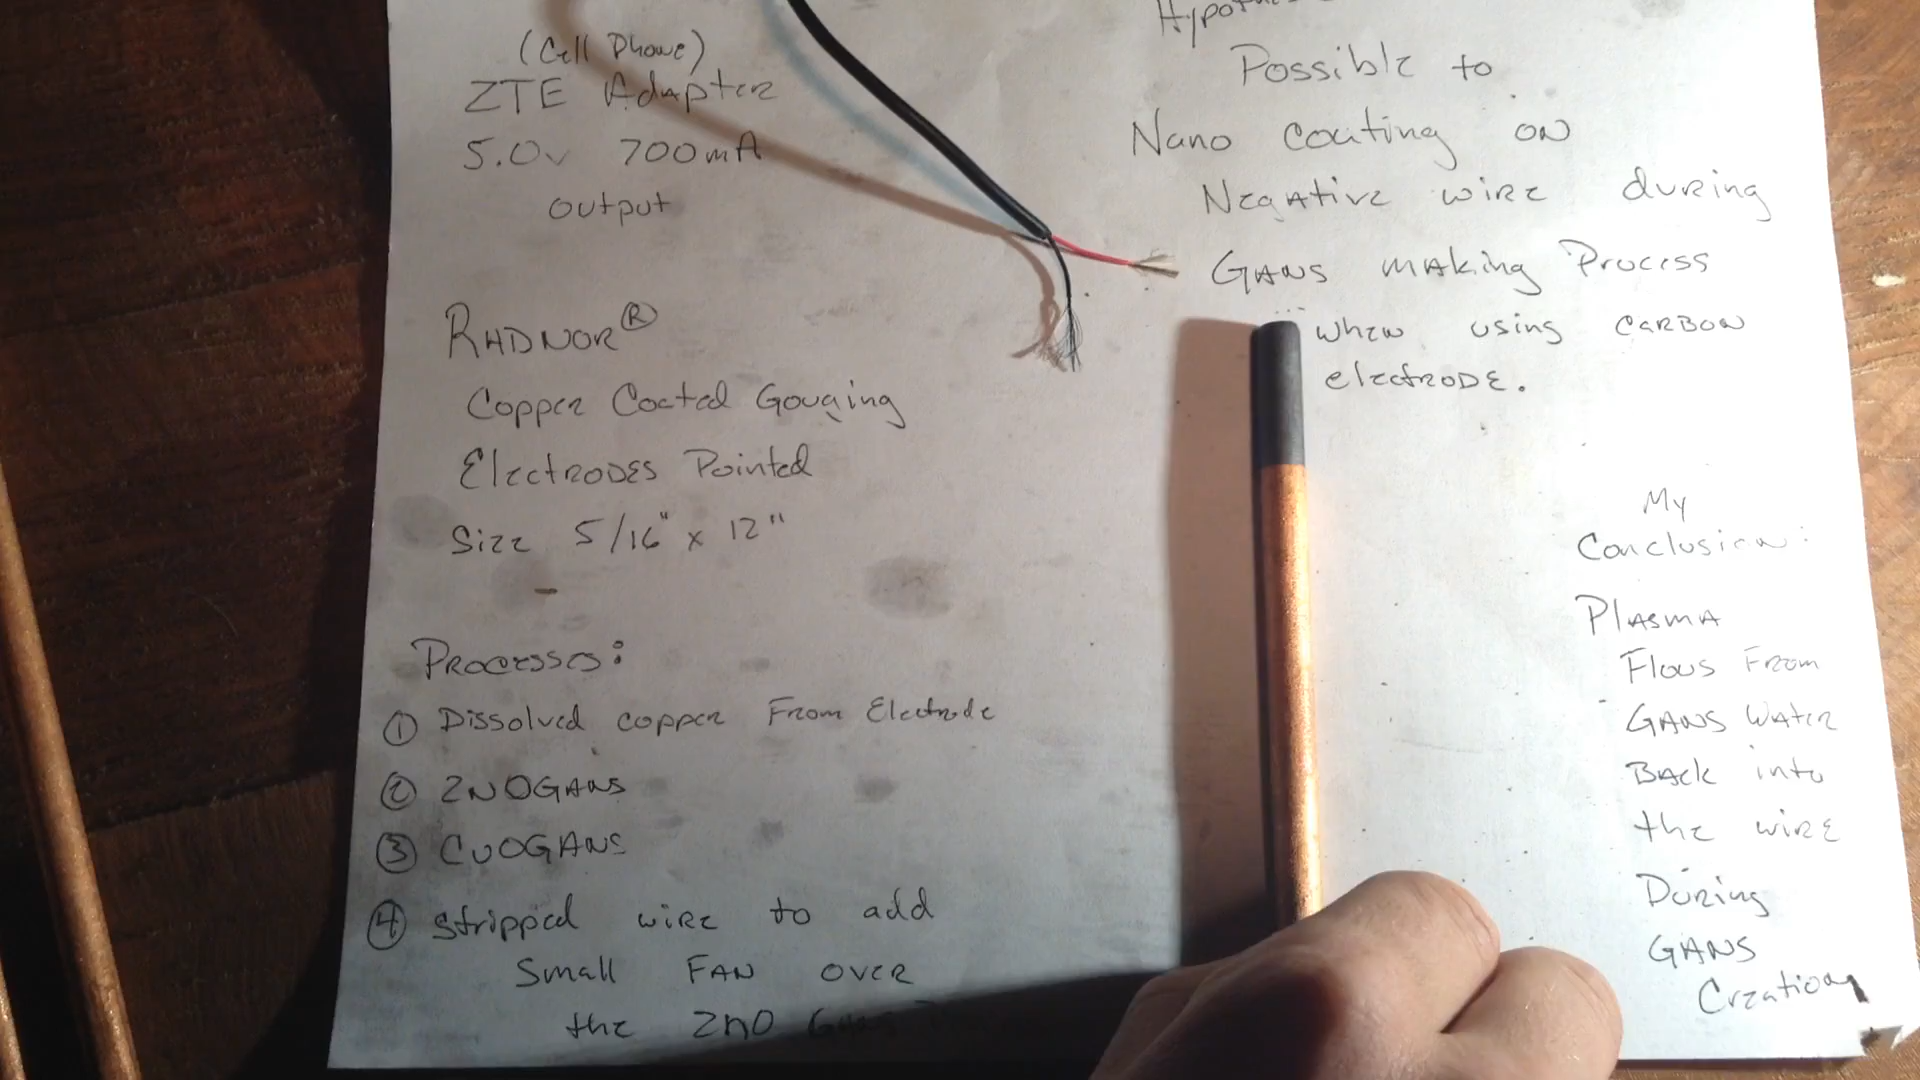 (Cell Phone)
ZTE Adapter
5.0v 700mA
output
RADNOR®
Copper Coated Gouging
Electrodes Pointed
Size 5/16" x 12"
Processes:
① Dissolved copper From Electrode
② ZNOGANS
③ CUOGANS
④ stripped wire to add
Small FAN over
the ZnO
Possible to
Nano coating on
Negative wire during
GANS making Process
... when using CARBON
electrode.
My
Conclusion:
Plasma
Flows From
GANS Water
Back into
the wire
During
GANS
Creation